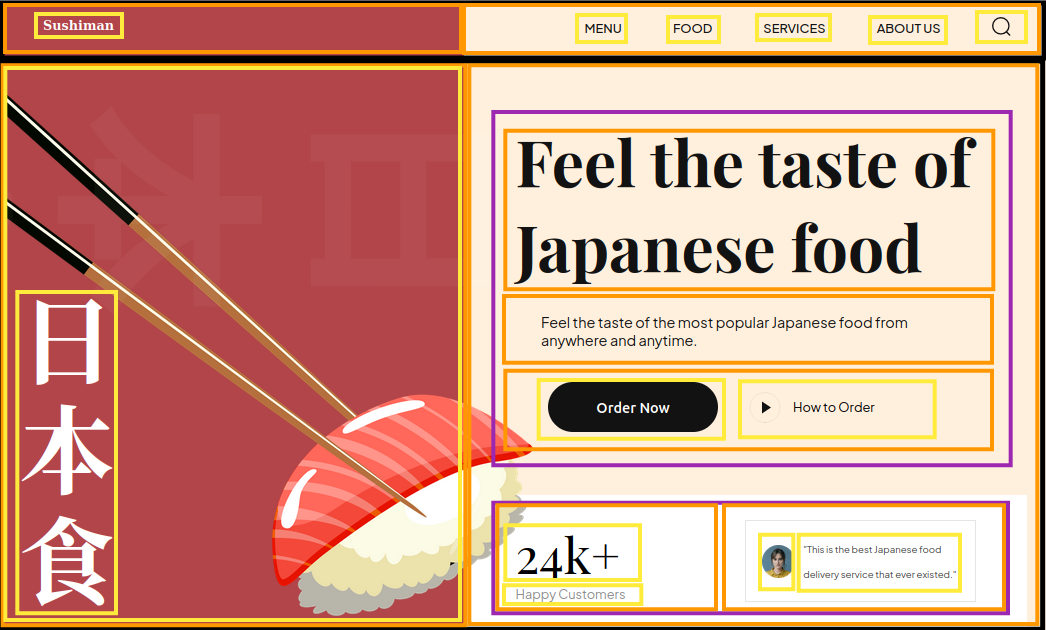 Sushiman
MENU
FOOD
SERVICES
ABOUT US
日本食
Feel the taste of
Japanese food
Feel the taste of the most popular Japanese food from
anywhere and anytime.
Order Now
How to Order
24k+
Happy Customers
"This is the best Japanese food
delivery service that ever existed."